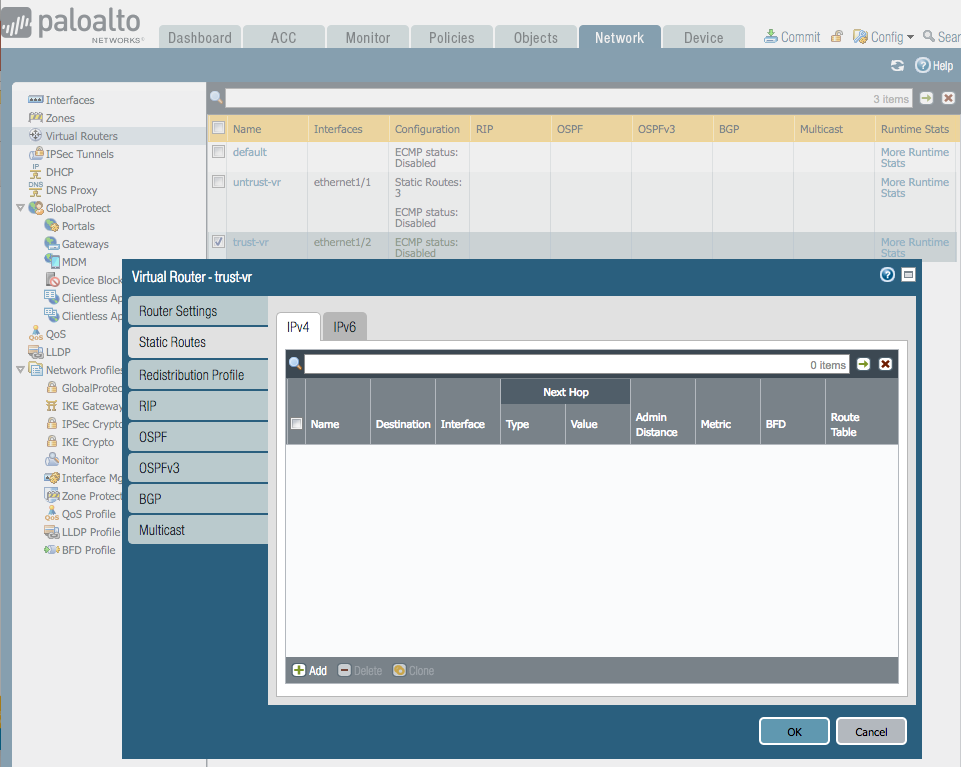 paloalto
NETWORKS
Dashboard
ACC
Monitor
Policies
Objects
Network
Device
Commit
Config
Sear
Help
Interfaces
Zones
Virtual Routers
IPSec Tunnels
DHCP
DNS Proxy
GlobalProtect
Portals
Gateways
MDM
Device Block
Clientless Ap
Clientless Ap
QoS
LLDP
Network Profiles
GlobalProtec
IKE Gateway
IPSec Crypto
IKE Crypto
Monitor
Interface Mg
Zone Protect
QoS Profile
LLDP Profile
BFD Profile
3 items
Name Interfaces Configuration RIP OSPF OSPFv3 BGP Multicast Runtime Stats
default ECMP status: More Runtime
Disabled Stats
untrust-vr ethernet1/1 Static Routes: More Runtime
3 Stats
ECMP status:
Disabled
trust-vr ethernet1/2 ECMP status: More Runtime
Disabled Stats
Virtual Router - trust-vr
Router Settings
Static Routes
Redistribution Profile
RIP
OSPF
OSPFv3
BGP
Multicast
IPv4 IPv6
0 items
Next Hop
Name Destination Interface Type Value Admin Distance Metric BFD Route Table
Add Delete Clone
OK Cancel